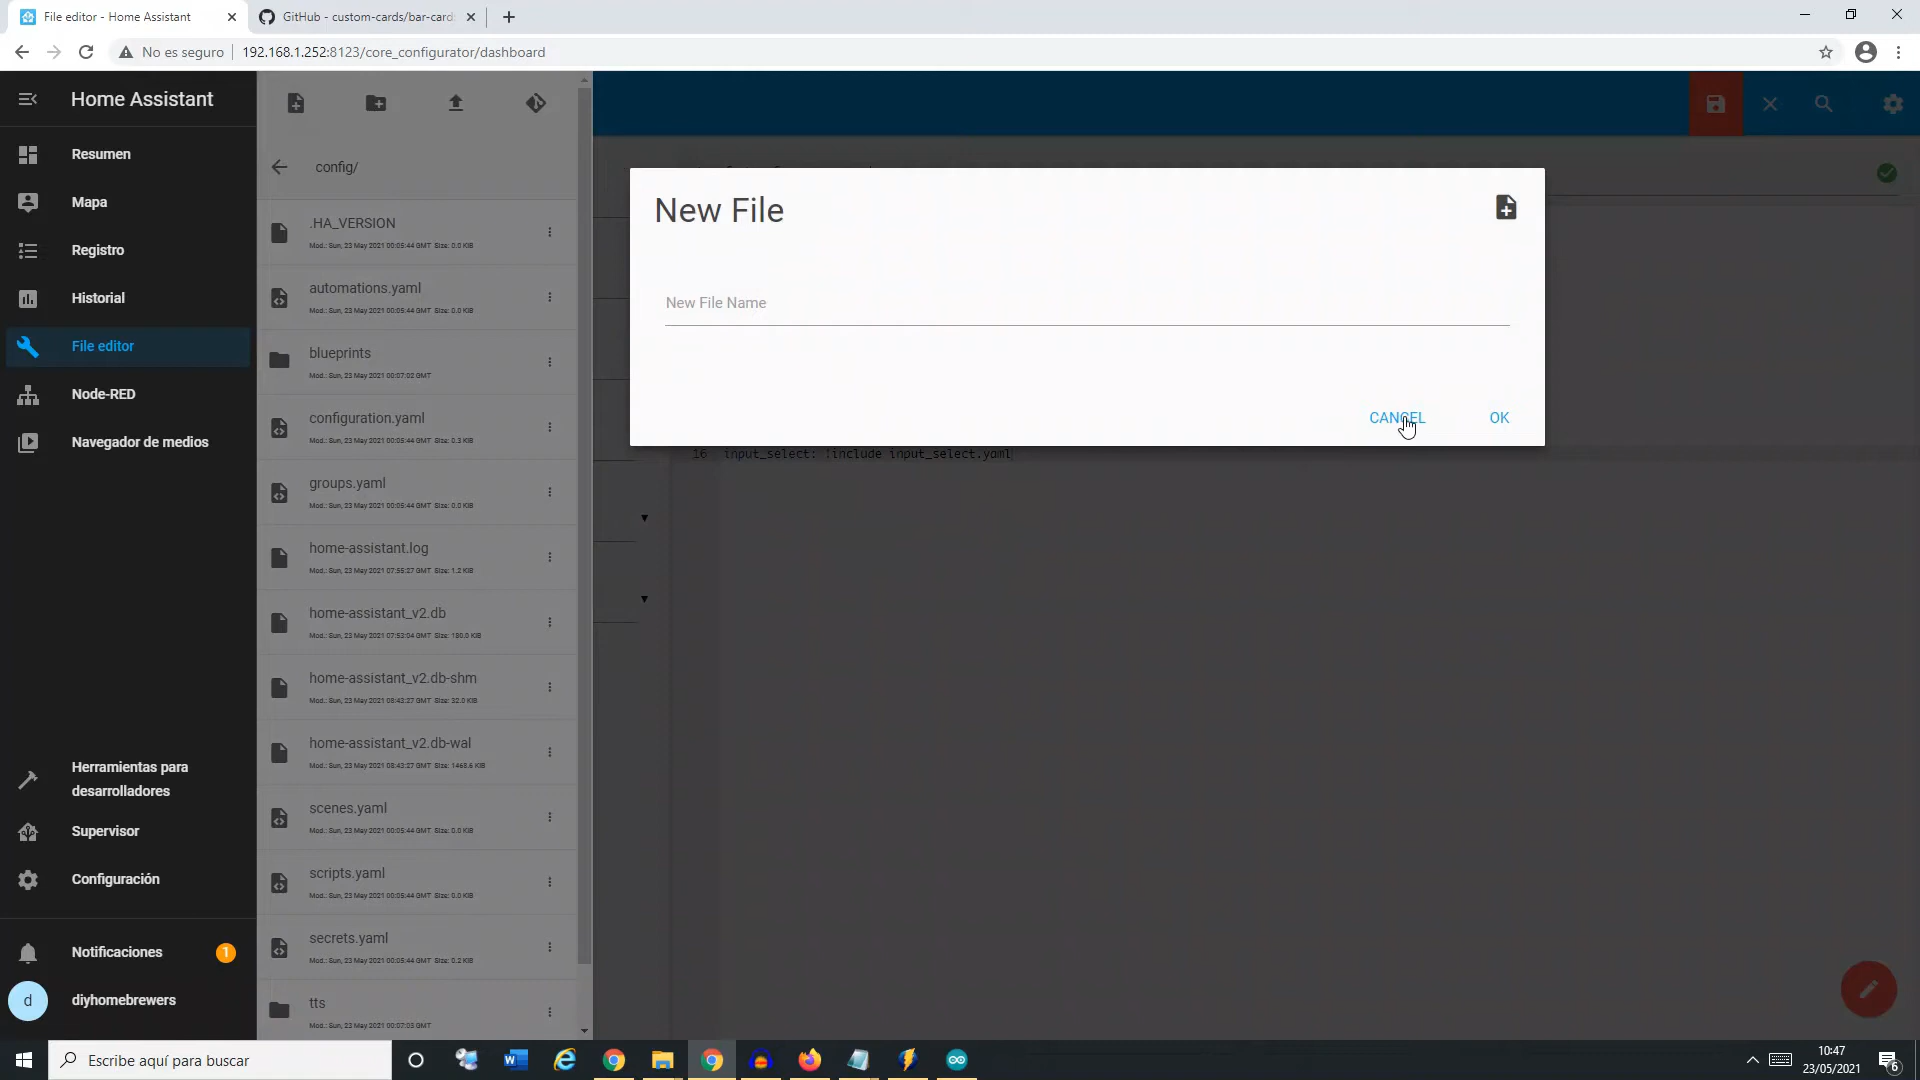 File editor - Home Assistant
GitHub - custom-cards/bar-card:
No es seguro
192.168.1.252:8123/core_configurator/dashboard
Home Assistant
Resumen
Mapa
Registro
Historial
File editor
Node-RED
Navegador de medios
Herramientas para
desarrolladores
Supervisor
Configuración
Notificaciones
1
d
diyhomebrewers
config/
.HA_VERSION
Mod.: Sun, 23 May 2021 00:05:44 GMT Size: 0.0 KiB
automations.yaml
Mod.: Sun, 23 May 2021 00:05:44 GMT Size: 0.0 KiB
blueprints
Mod.: Sun, 23 May 2021 00:07:02 GMT
configuration.yaml
Mod.: Sun, 23 May 2021 00:05:44 GMT Size: 0.3 KiB
groups.yaml
Mod.: Sun, 23 May 2021 00:05:44 GMT Size: 0.0 KiB
home-assistant.log
Mod.: Sun, 23 May 2021 07:55:27 GMT Size: 1.2 KiB
home-assistant_v2.db
Mod.: Sun, 23 May 2021 07:53:04 GMT Size: 180.0 KiB
home-assistant_v2.db-shm
Mod.: Sun, 23 May 2021 08:43:27 GMT Size: 32.0 KiB
home-assistant_v2.db-wal
Mod.: Sun, 23 May 2021 08:43:27 GMT Size: 1468.6 KiB
scenes.yaml
Mod.: Sun, 23 May 2021 00:05:44 GMT Size: 0.0 KiB
scripts.yaml
Mod.: Sun, 23 May 2021 00:05:44 GMT Size: 0.0 KiB
secrets.yaml
Mod.: Sun, 23 May 2021 00:05:44 GMT Size: 0.2 KiB
tts
Mod.: Sun, 23 May 2021 00:07:03 GMT
New File
New File Name
CANCEL
OK
16 input_select: !include input_select.yaml
Escribe aquí para buscar
10:47
23/05/2021
6